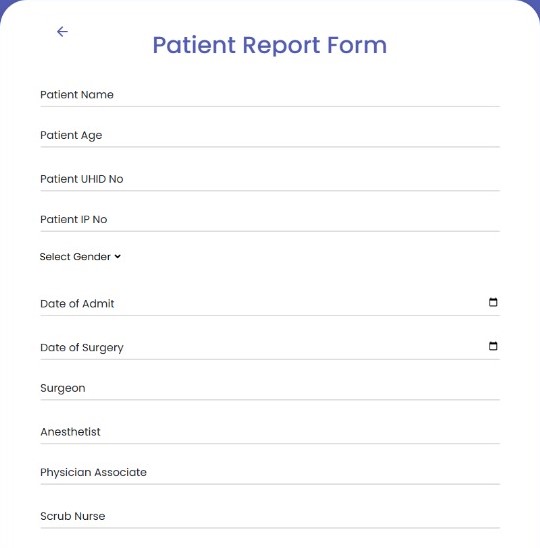 Patient Report Form
Patient Name
Patient Age
Patient UHID No
Patient IP No
Select Gender
Date of Admit
Date of Surgery
Surgeon
Anesthetist
Physician Associate
Scrub Nurse